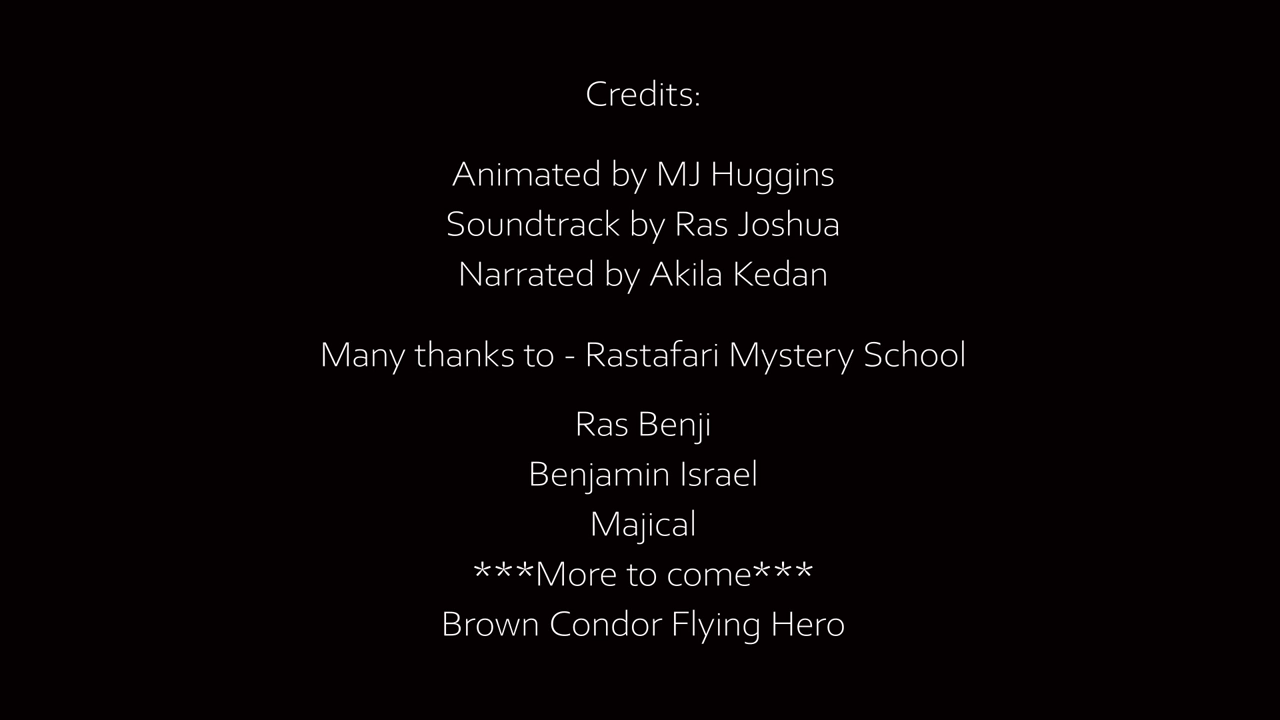 Credits:
Animated by MJ Huggins
Soundtrack by Ras Joshua
Narrated by Akila Kedan
Many thanks to - Rastafari Mystery School
Ras Benji
Benjamin Israel
Majical
***More to come***
Brown Condor Flying Hero